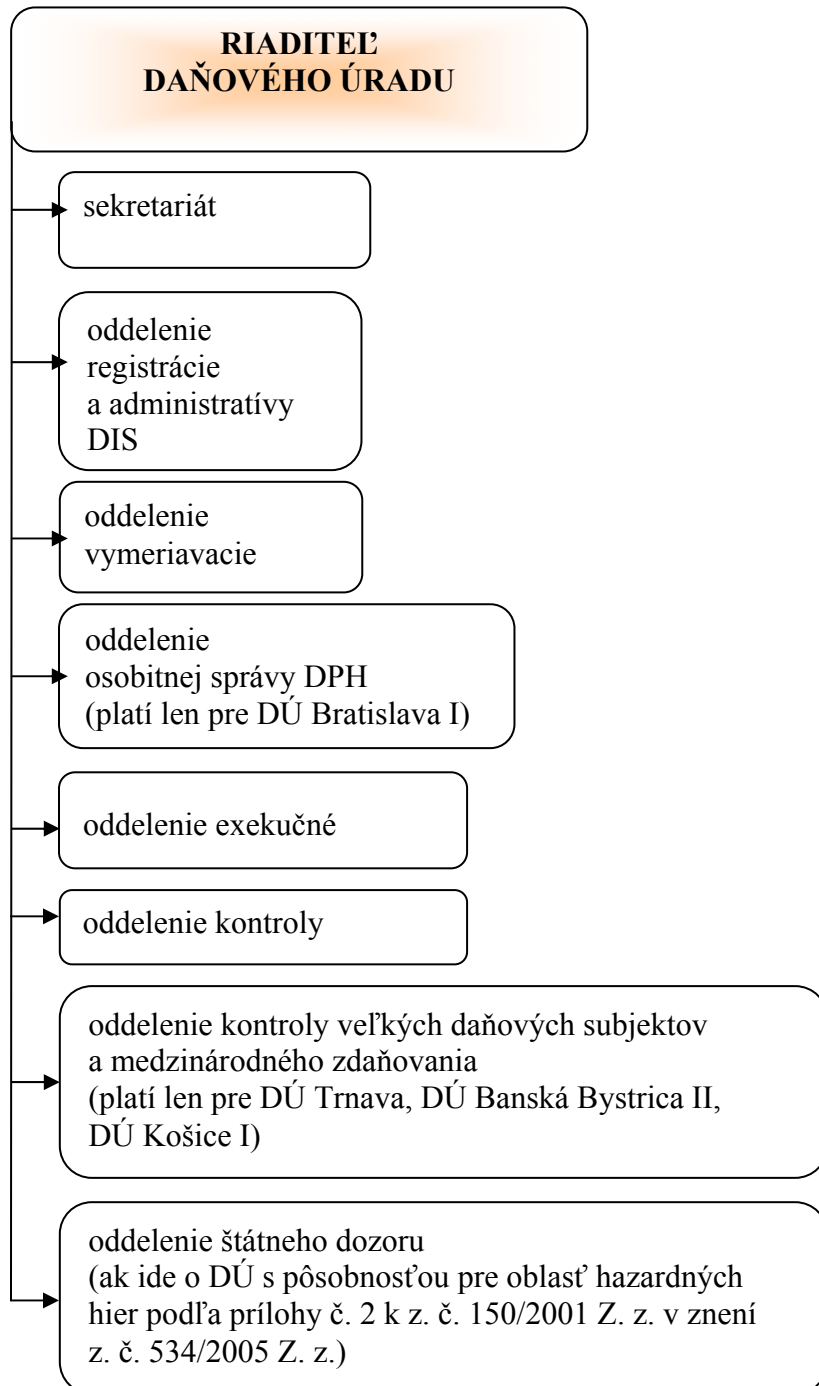 RIADITEĽ
DAŇOVÉHO ÚRADU
sekretariát
oddelenie
registrácie
a administratívy
DIS
oddelenie
vymeriavacie
oddelenie
osobitnej správy DPH
(platí len pre DÚ Bratislava I)
oddelenie exekučné
oddelenie kontroly
oddelenie kontroly veľkých daňových subjektov
a medzinárodného zdaňovania
(platí len pre DÚ Trnava, DÚ Banská Bystrica II,
DÚ Košice I)
oddelenie štátneho dozoru
(ak ide o DÚ s pôsobnosťou pre oblasť hazardných
hier podľa prílohy č. 2 k z. č. 150/2001 Z. z. v znení
z. č. 534/2005 Z. z.)